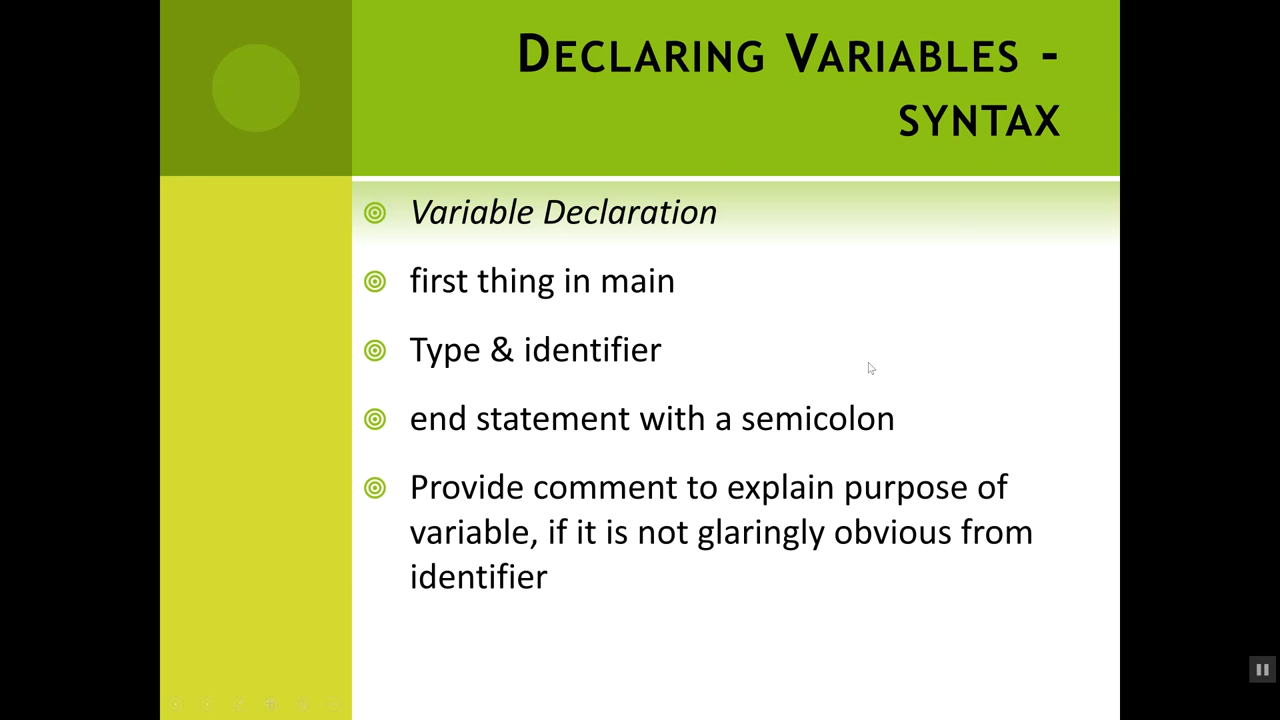 DECLARING VARIABLES -
SYNTAX
Variable Declaration
first thing in main
Type & identifier
end statement with a semicolon
Provide comment to explain purpose of
variable, if it is not glaringly obvious from
identifier